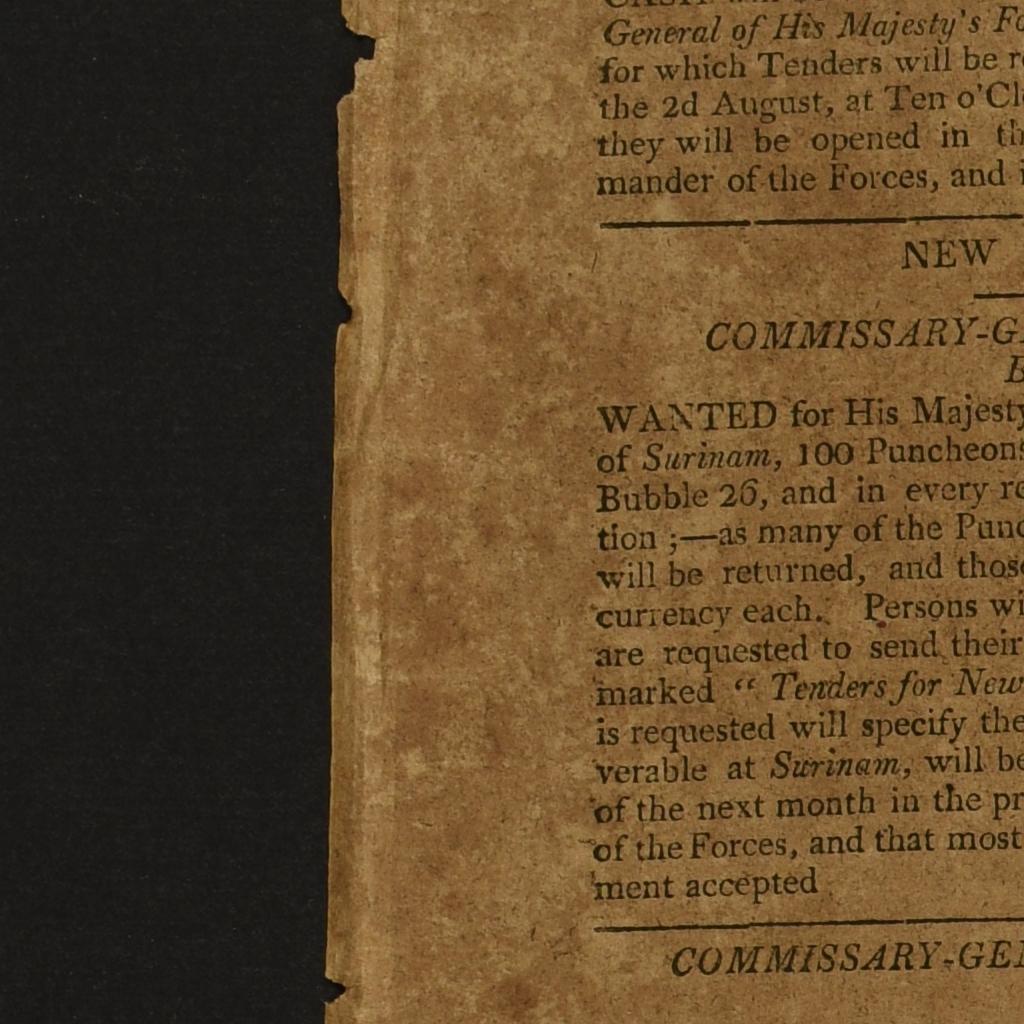 General of His Majesty's Fo
for which Tenders will be r
the 2d August, at Ten o'Cl
they will be opened in th
mander of the Forces, and i
NEW
COMMISSARY-G
WANTED for His Majesty
of Surinam, 100 Puncheons
Bubble 26, and in every re
tion ;—as many of the Punc
will be returned, and thos
currency each. Persons wi
are requested to send their
marked “ Tenders for New
is requested will specify the
verable at Surinam, will be
of the next month in the pr
of the Forces, and that most
ment accepted
COMMISSARY-GEN